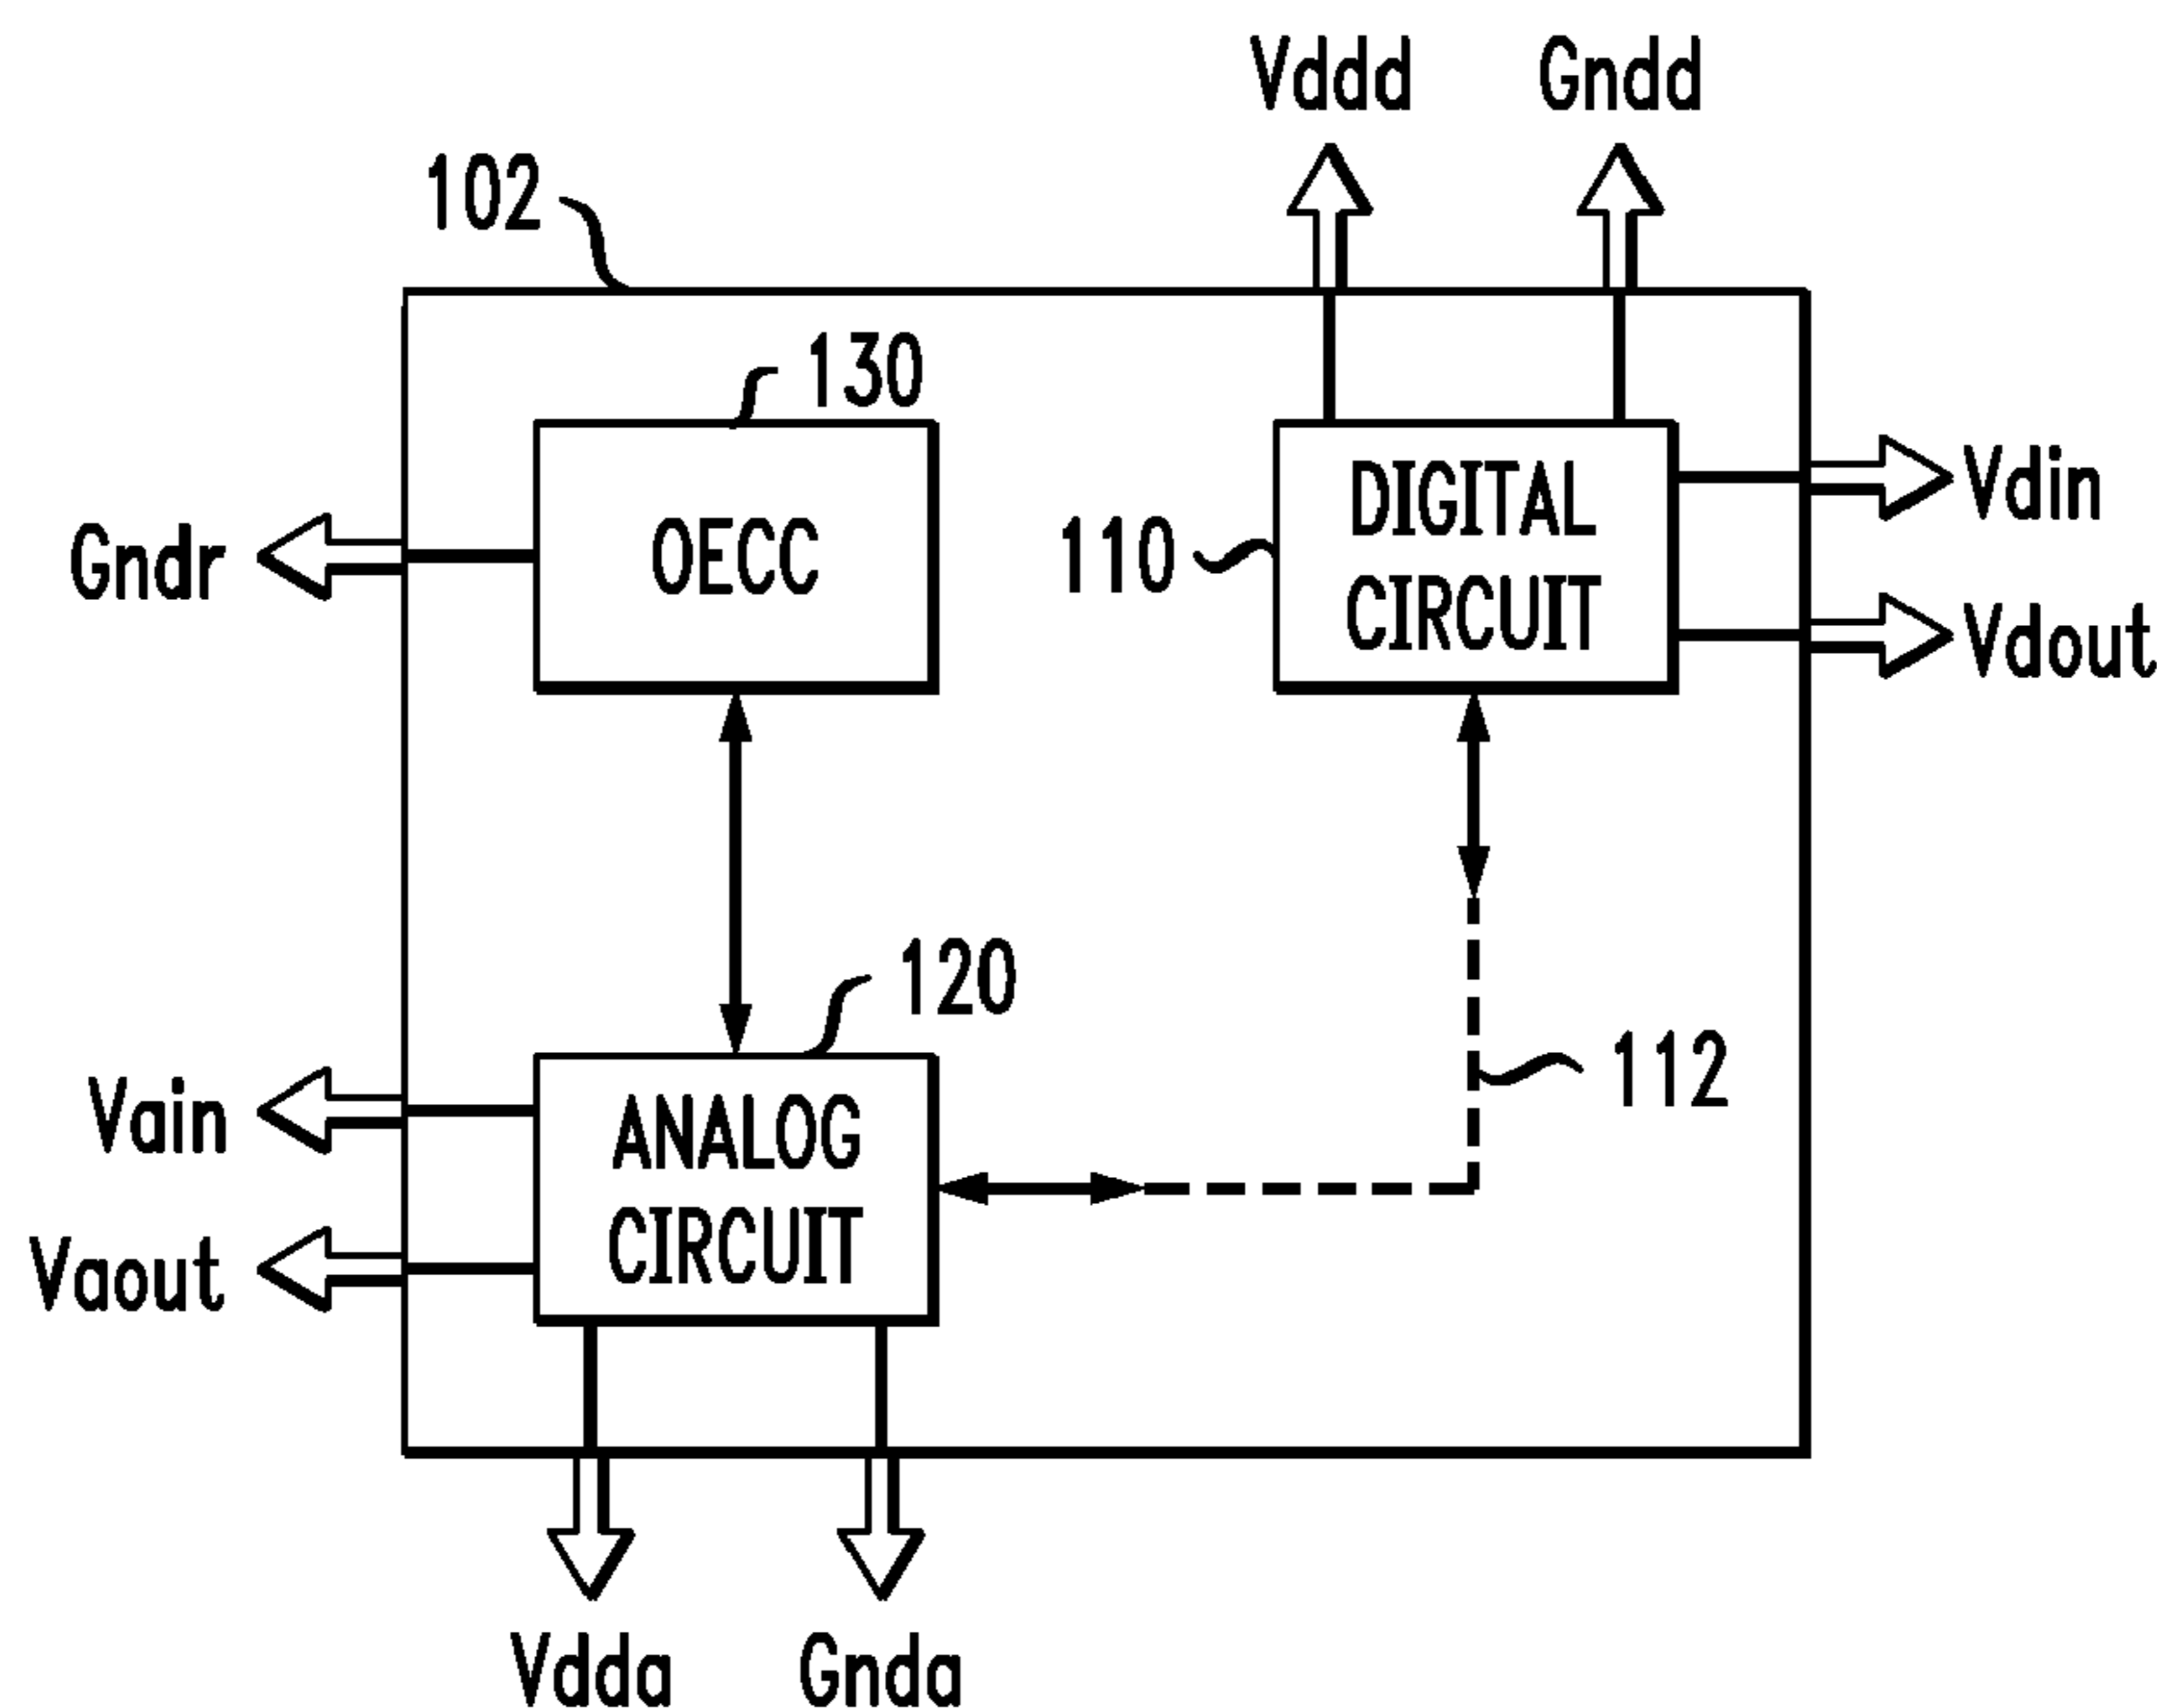 Vddd
Gndd
102
130
OECC
110
DIGITAL
CIRCUIT
Vdin
Vdout
Gndr
120
112
ANALOG
CIRCUIT
Vain
Vaout
Vdda
Gnda